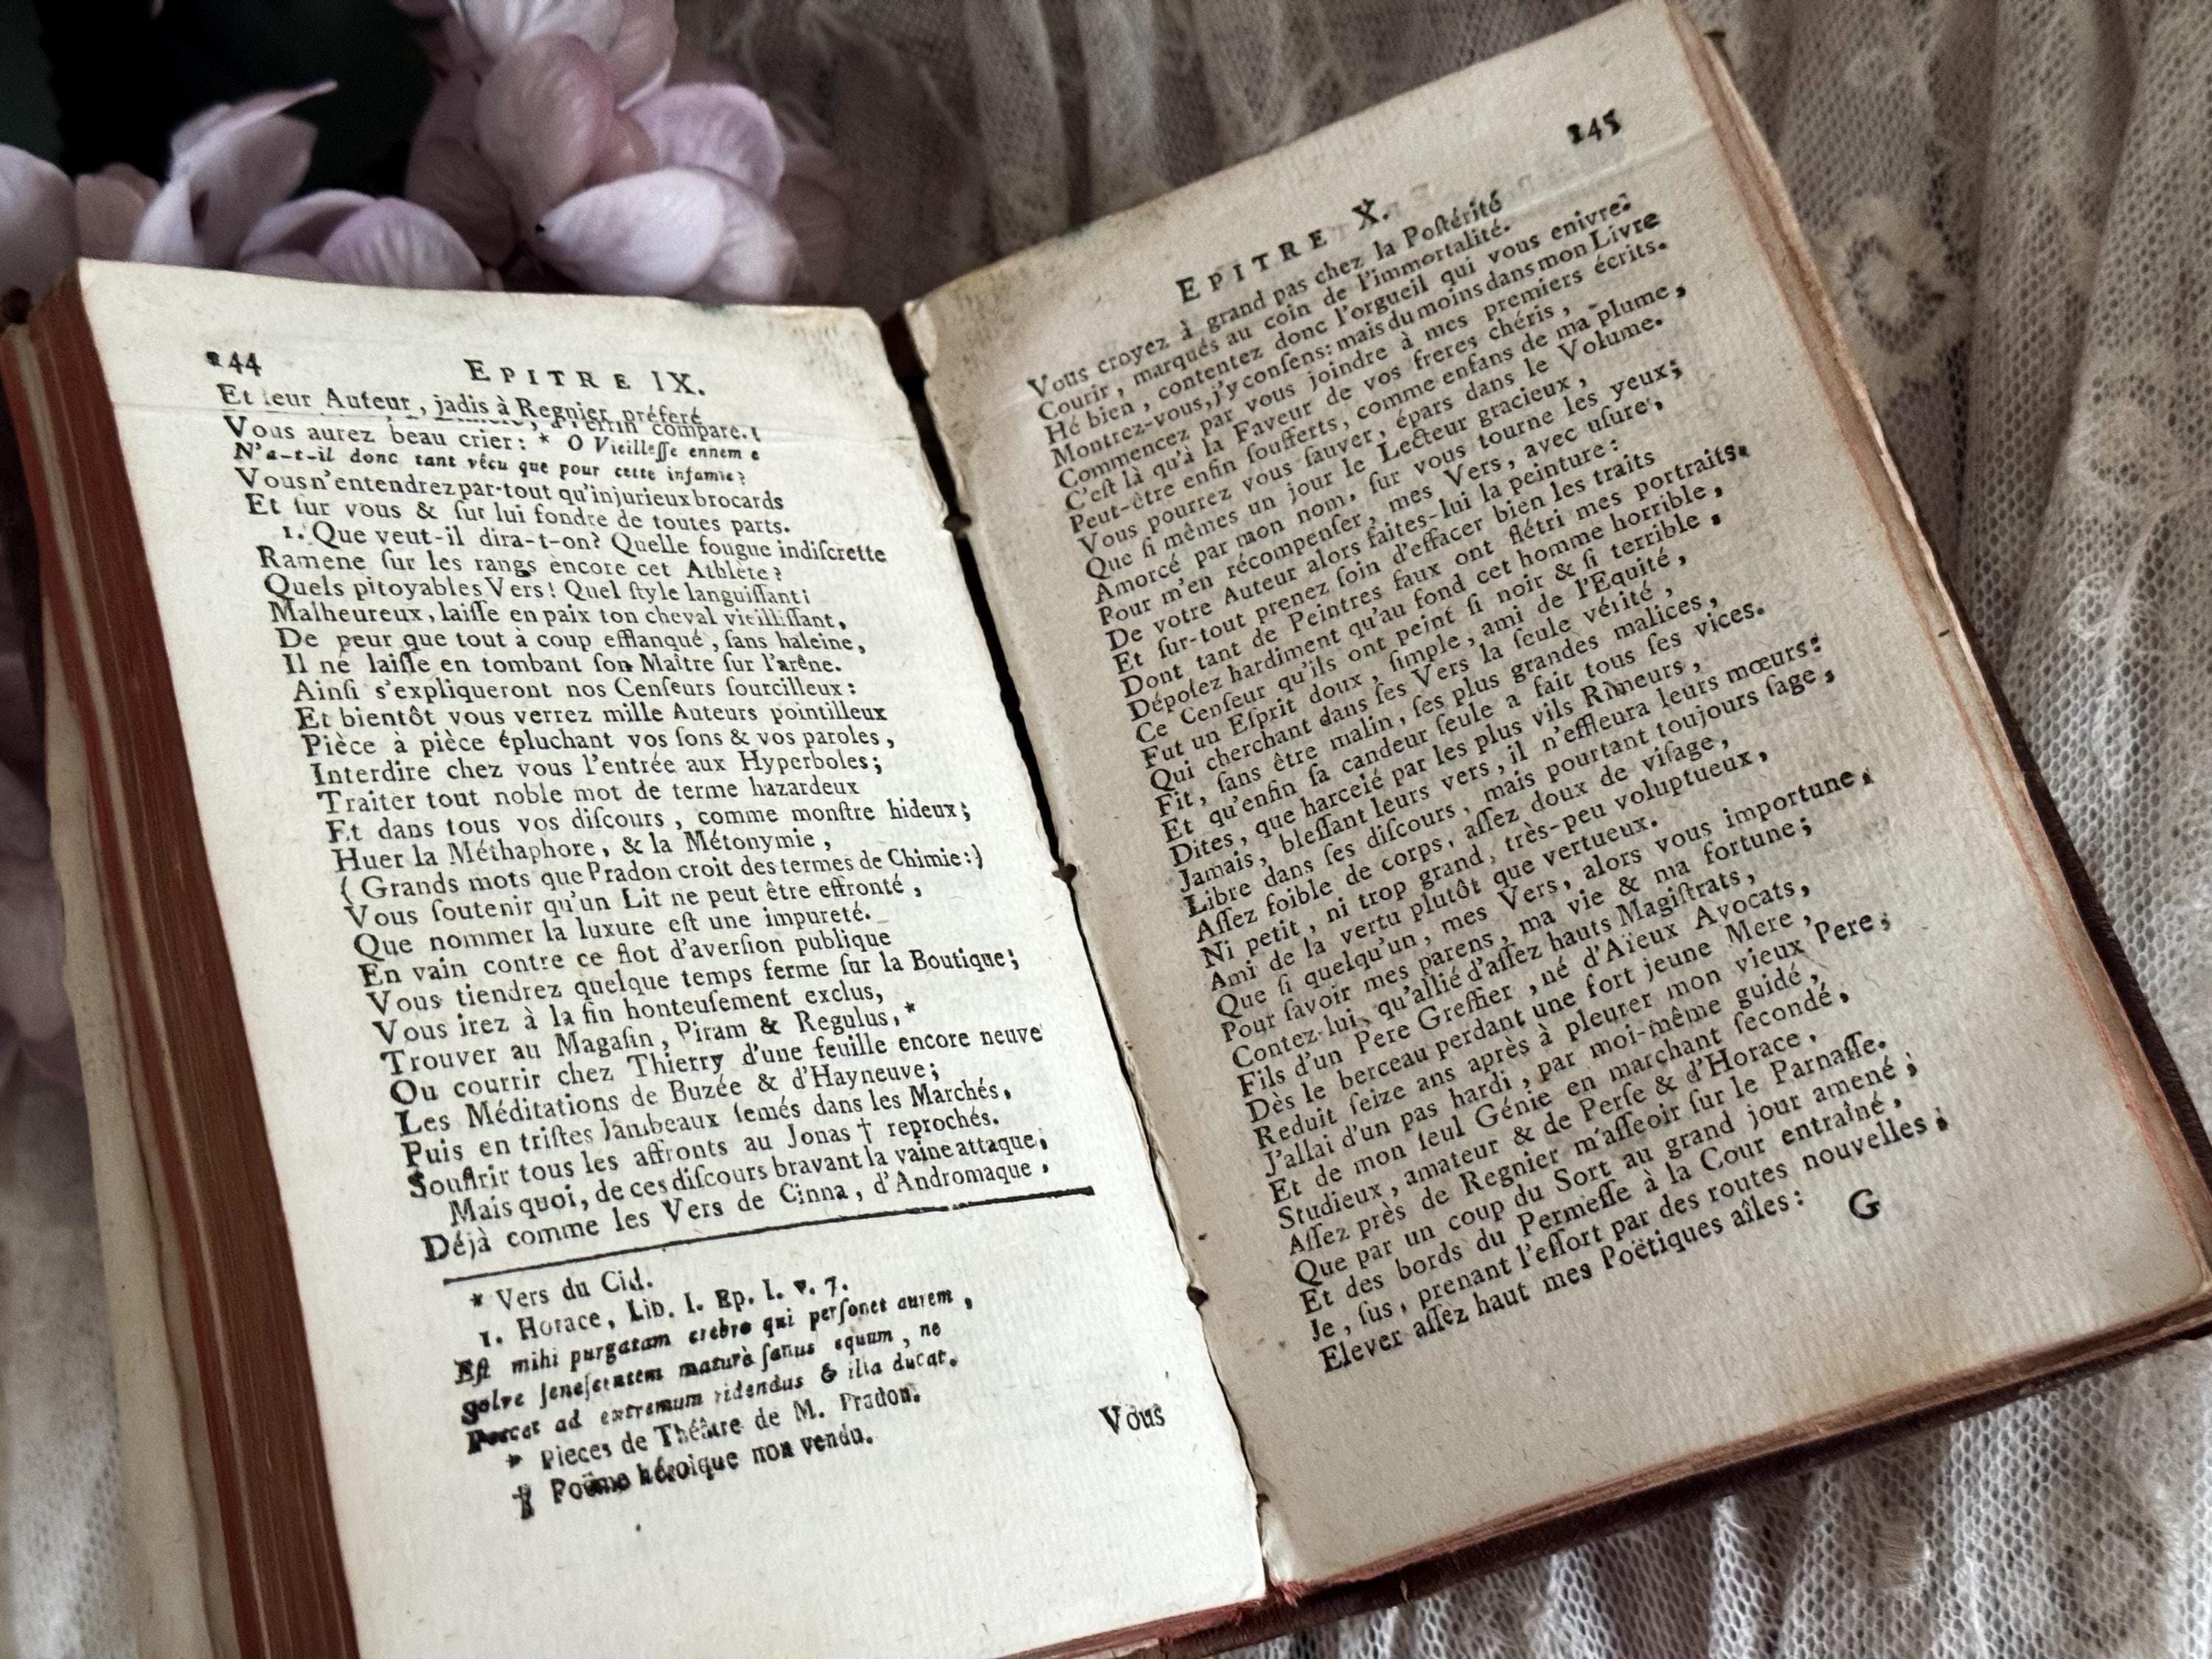 144
EPITRE IX.
Et leur Auteur, jadis à Regnier préferé
à Perrin compare.
Vous aurez beau crier: * O Vieilleſſe ennem e
N'a-t-il donc tant vêcu que pour cette infamie?
Vous n'entendrez par-tout qu'injurieux brocards
Et ſur vous & ſur lui fondre de toutes parts.
1. Que veut-il dira-t-on? Quelle fougue indiſcrette
Ramene ſur les rangs èncore cet Athlète?
Quels pitoyables Vers! Quel ſtyle languiſſant!
Malheureux, laiſſe en paix ton cheval vieilliſſant,
De peur que tout à coup efflanqué, ſans haleine,
Il ne laiſſe en tombant ſon Maître ſur l'arêne.
Ainſi s'expliqueront nos Cenſeurs ſourcilleux:
Et bientôt vous verrez mille Auteurs pointilleux
Pièce à pièce épluchant vos ſons & vos paroles,
Interdire chez vous l'entrée aux Hyperboles;
Traiter tout noble mot de terme hazardeux
Et dans tous vos diſcours, comme monſtre hideux;
Huer la Méthaphore, & la Métonymie,
(Grands mots que Pradon croit des termes de Chimie:)
Vous ſoutenir qu'un Lit ne peut être effronté,
Que nommer la luxure eſt une impureté.
En vain contre ce flot d'averſion publique
Vous tiendrez quelque temps ferme ſur la Boutique;
Vous irez à la fin honteuſement exclus,
Trouver au Magaſin, Piram & Regulus,*
Ou courrir chez Thierry d'une feuille encore neuve
Les Méditations de Buzée & d'Hayneuve;
Puis en triſtes lambeaux ſemés dans les Marchés,
Souffrir tous les affronts au Jonas † reprochés.
Mais quoi, de ces diſcours bravant la vaine attaque,
Déjà comme les Vers de Cinna, d'Andromaque,
* Vers du Cid.
1. Horace, Lib. I. Ep. I. v. 7.
Eſt mihi purgatam crebro qui perſonet aurem,
Solve ſeneſcentem maturè ſanus equum, ne
Peccet ad extremum ridendus & ilia ducat.
* Pieces de Théâtre de M. Pradon.
† Poëme héroique non vendu.
Vous
145
EPITRE X.
Vous croyez à grand pas chez la Poſtérité
Courir, marqués au coin de l'immortalité.
Hé bien, contentez donc l'orgueil qui vous enivre:
Montrez-vous, j'y conſens: mais du moins dans mon Livre
Commencez par vous joindre à mes premiers écrits.
C'eſt là qu'à la Faveur de vos freres chéris,
Peut-être enfin ſoufferts, comme enfans de ma plume,
Vous pourrez vous ſauver, épars dans le Volume.
Que ſi mêmes un jour le Lecteur gracieux,
Amorcé par mon nom, ſur vous tourne les yeux;
Pour m'en récompenſer, mes Vers, avec uſure,
De votre Auteur alors faites-lui la peinture:
Et ſur-tout prenez ſoin d'effacer bien les traits
Dont tant de Peintres faux ont flétri mes portraits.
Dépoſez hardiment qu'au fond cet homme horrible,
Ce Cenſeur qu'ils ont peint ſi noir & ſi terrible,
Fut un Eſprit doux, ſimple, ami de l'Equité,
Qui cherchant dans ſes Vers la ſeule vérité,
Fit, ſans être malin, ſes plus grandes malices,
Et qu'enfin ſa candeur ſeule a fait tous ſes vices.
Dites, que harcelé par les plus vils Rimeurs,
Jamais, bleſſant leurs vers, il n'effleura leurs mœurs:
Libre dans ſes diſcours, mais pourtant toujours ſage,
Aſſez foible de corps, aſſez doux de viſage,
Ni petit, ni trop grand, très-peu voluptueux,
Ami de la vertu plutôt que vertueux.
Que ſi quelqu'un, mes Vers, alors vous importune,
Pour ſavoir mes parens, ma vie & ma fortune;
Contez-lui, qu'allié d'aſſez hauts Magiſtrats,
Fils d'un Pere Greffier, né d'Aïeux Avocats,
Dès le berceau perdant une fort jeune Mere,
Reduit ſeize ans après à pleurer mon vieux Pere;
J'allai d'un pas hardi, par moi-même guidé,
Et de mon ſeul Génie en marchant ſecondé,
Studieux, amateur & de Perſe & d'Horace,
Aſſez près de Regnier m'aſſeoir ſur le Parnaſſe.
Que par un coup du Sort au grand jour amené;
Et des bords du Permeſſe à la Cour entraîné,
Je, ſus, prenant l'eſſort par des routes nouvelles;
Elever aſſez haut mes Poëtiques aîles:
G